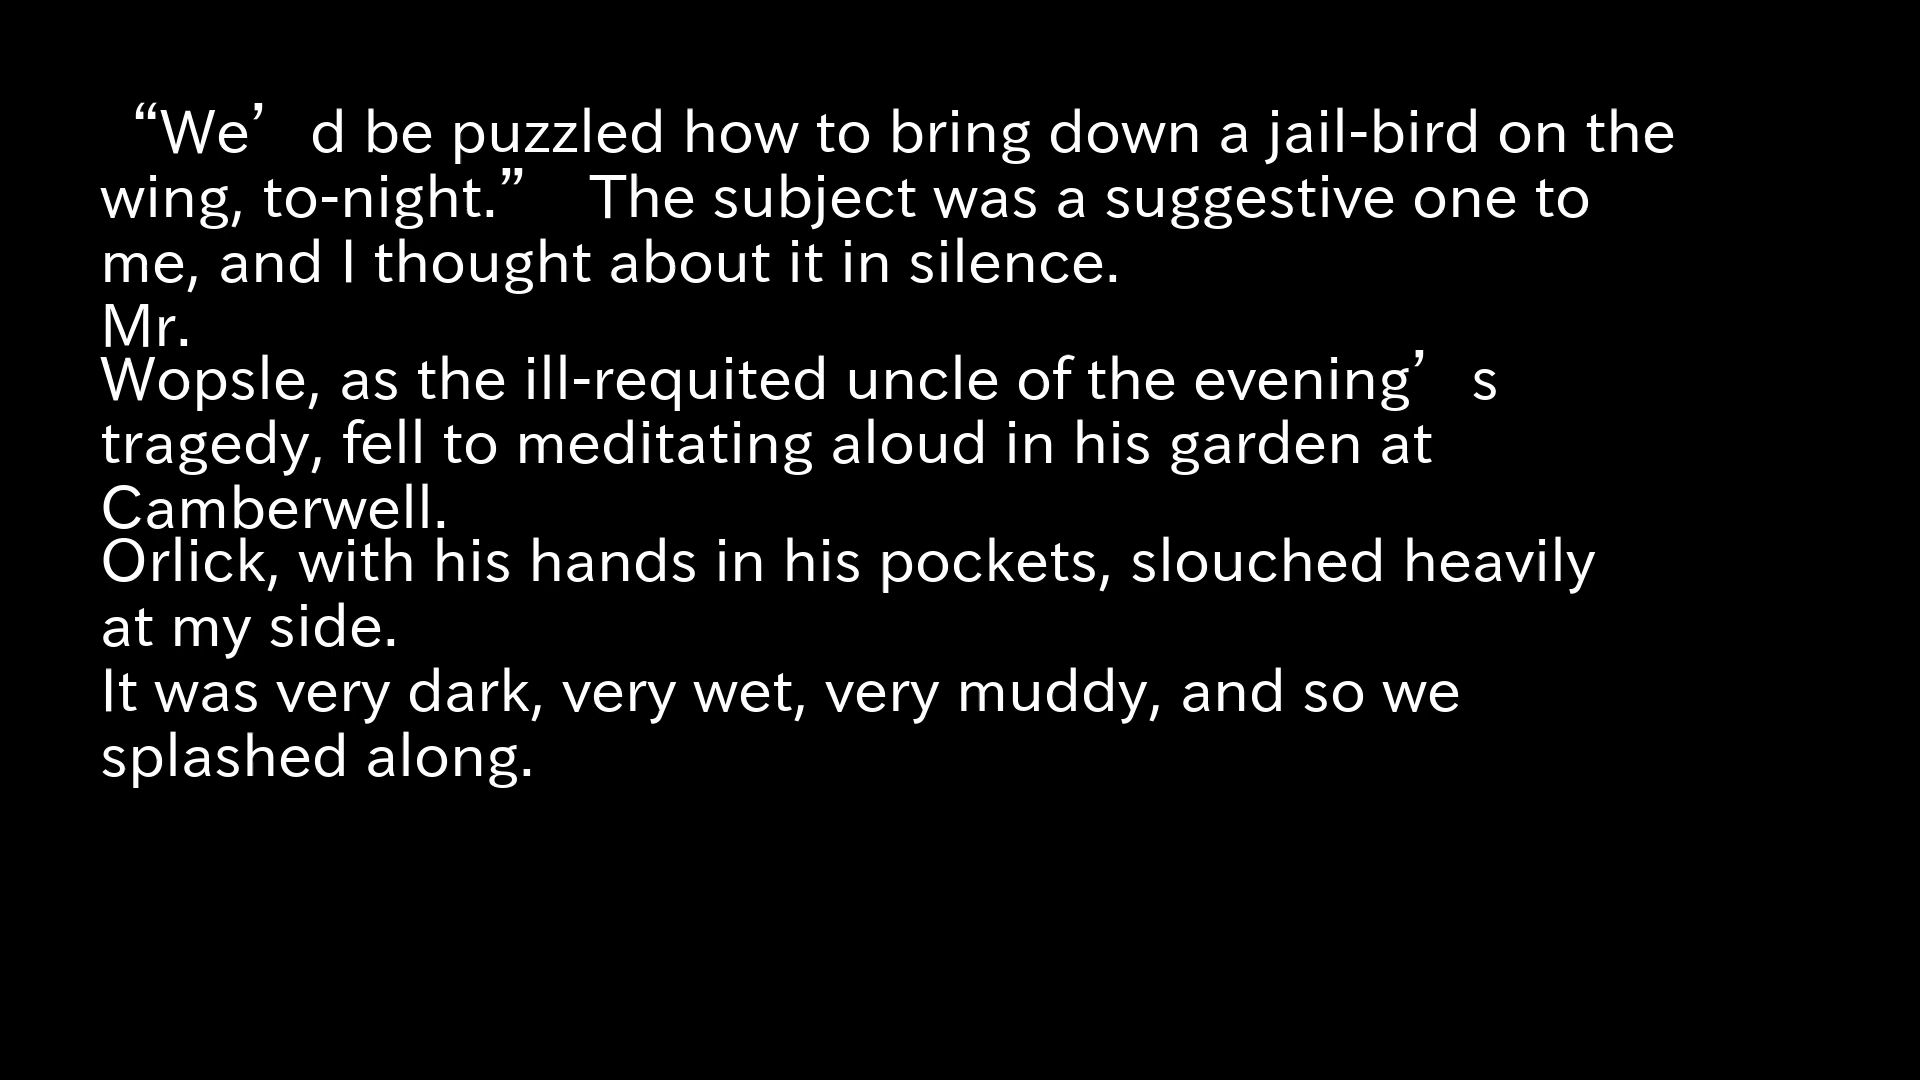 “We’d be puzzled how to bring down a jail-bird on the
wing, to-night.” The subject was a suggestive one to
me, and I thought about it in silence.
Mr.
Wopsle, as the ill-requited uncle of the evening’s
tragedy, fell to meditating aloud in his garden at
Camberwell.
Orlick, with his hands in his pockets, slouched heavily
at my side.
It was very dark, very wet, very muddy, and so we
splashed along.